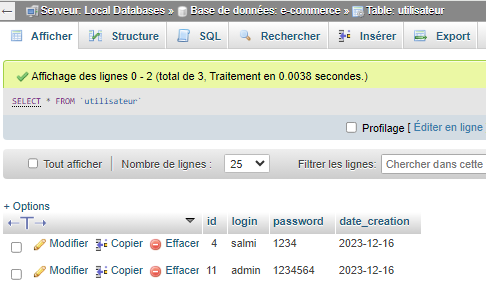 Serveur: Local Databases » Base de données: e-commerce » Table: utilisateur
Afficher Structure SQL Rechercher Insérer Export
Affichage des lignes 0 - 2 (total de 3, Traitement en 0.0038 secondes.)
SELECT * FROM `utilisateur`
Profilage [ Éditer en ligne
Tout afficher Nombre de lignes : 25 Filtrer les lignes: Chercher dans cette
+ Options
←T→ id login password date_creation
Modifier Copier Effacer 4 salmi 1234 2023-12-16
Modifier Copier Effacer 11 admin 1234564 2023-12-16